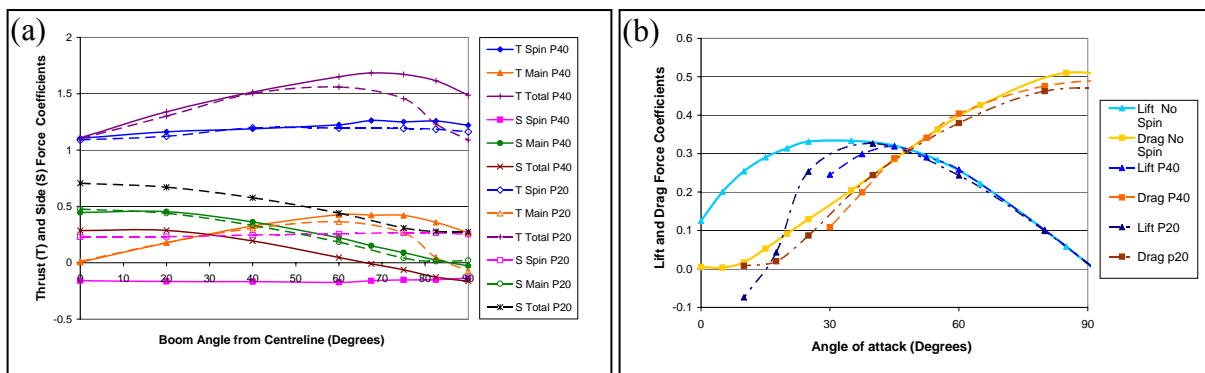 (a)
Thrust (T) and Side (S) Force Coefficients
2
1.5
1
0.5
0
-0.5
0 10 20 30 40 50 60 70 80 90
Boom Angle from Centreline (Degrees)
T Spin P40
T Main P40
T Total P40
S Spin P40
S Main P40
S Total P40
T Spin P20
T Main P20
T Total P20
S Spin P20
S Main P20
S Total P20
(b)
Lift and Drag Force Coefficients
0.6
0.5
0.4
0.3
0.2
0.1
0.0
-0.1
0 30 60 90
Angle of attack (Degrees)
Lift No
Spin
Drag No
Spin
Lift P40
Drag P40
Lift P20
Drag p20